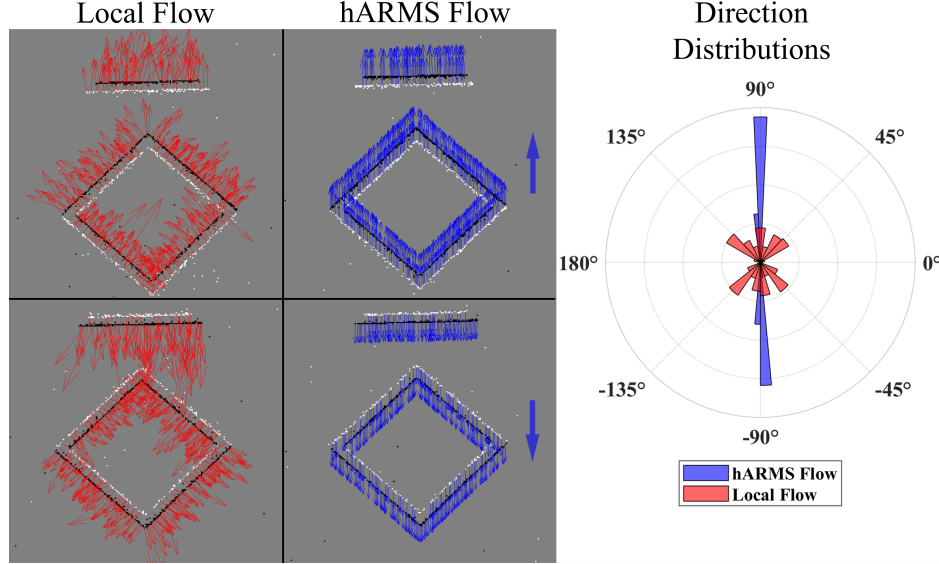 Local Flow
hARMS Flow
Direction
Distributions
90°
135°
45°
180°
0°
-135°
-45°
-90°
hARMS Flow
Local Flow